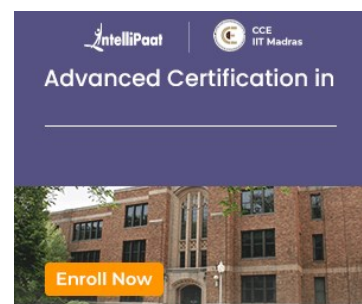 IntelliPaat
CCE
IIT Madras
Advanced Certification in
Enroll Now